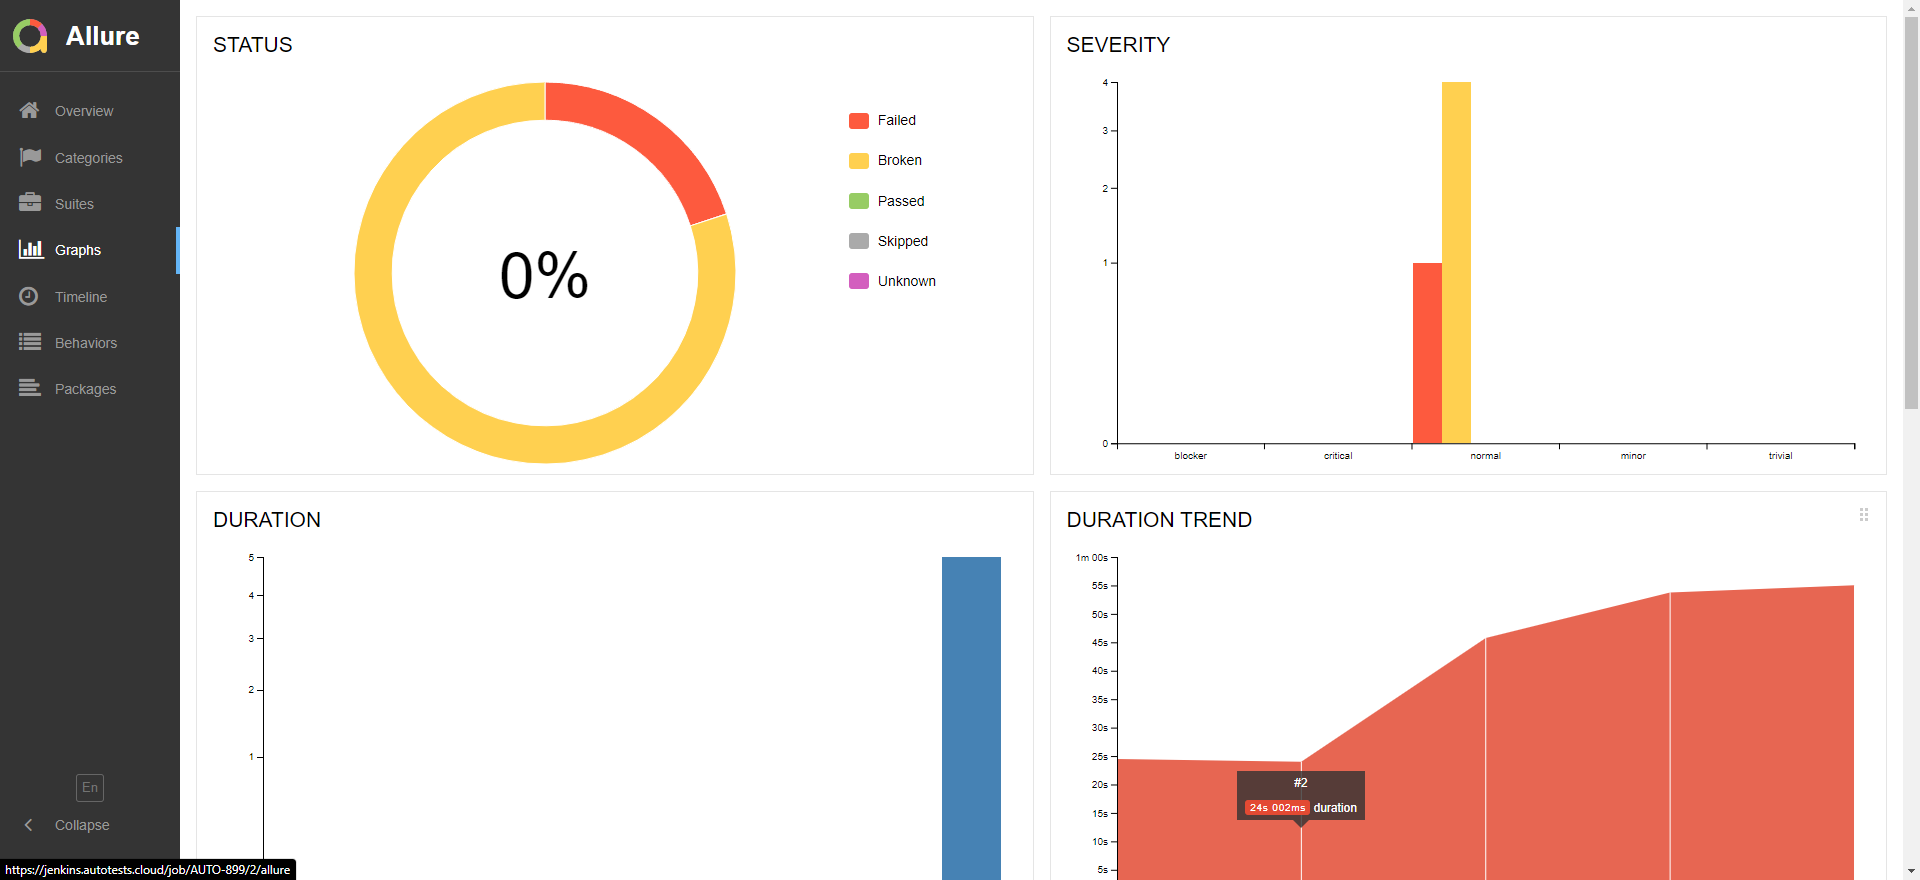 Allure
Overview
Categories
Suites
Graphs
Timeline
Behaviors
Packages
En
Collapse
https://jenkins.autotests.cloud/job/AUTO-899/2/allure
STATUS
0%
Failed
Broken
Passed
Skipped
Unknown
SEVERITY
4
3
2
1
0
blocker critical normal minor trivial
DURATION
5
4
3
2
1
DURATION TREND
1m 00s
55s
50s
45s
40s
35s
30s
25s
20s
15s
10s
5s
#2
24s 002ms duration